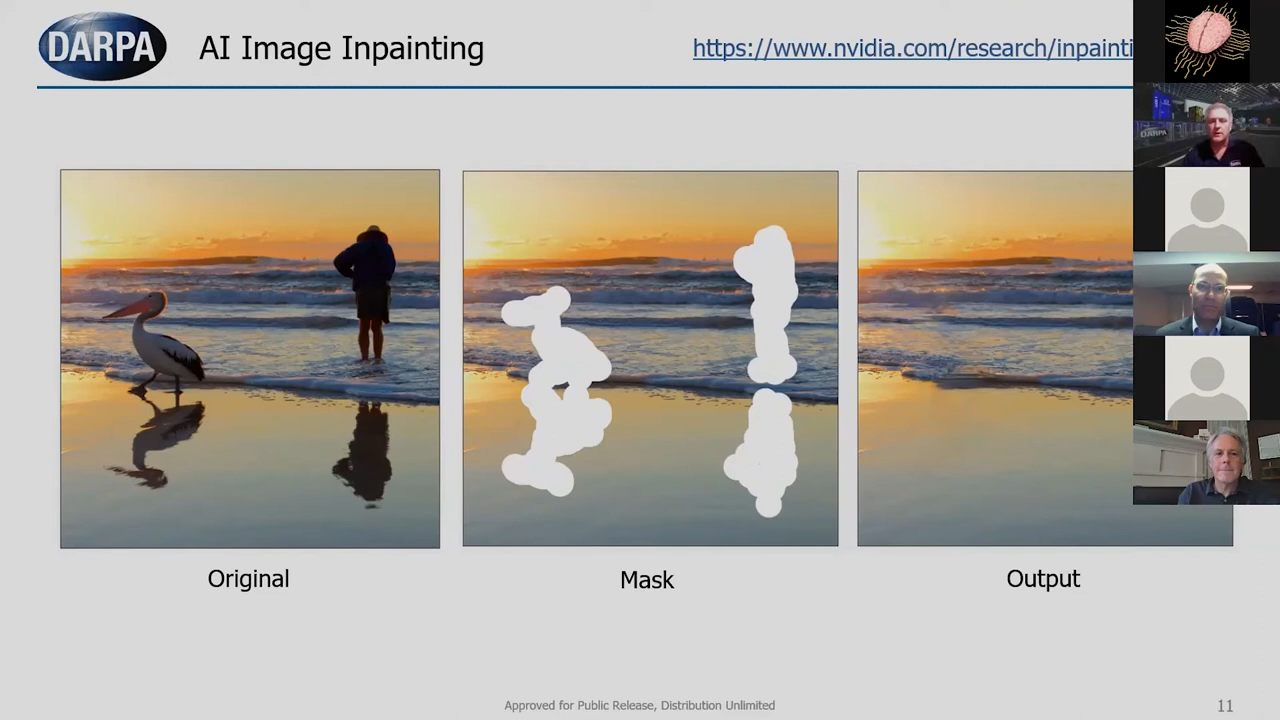 DARPA
AI Image Inpainting
https://www.nvidia.com/research/inpainti
DARPA
Original
Mask
Output
Approved for Public Release, Distribution Unlimited
11